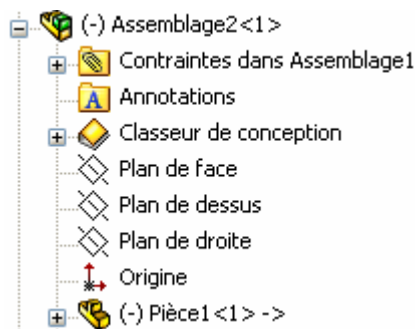 (-) Assemblage2<1>
Contraintes dans Assemblage1
A Annotations
Classeur de conception
Plan de face
Plan de dessus
Plan de droite
Origine
(-) Pièce1<1> ->